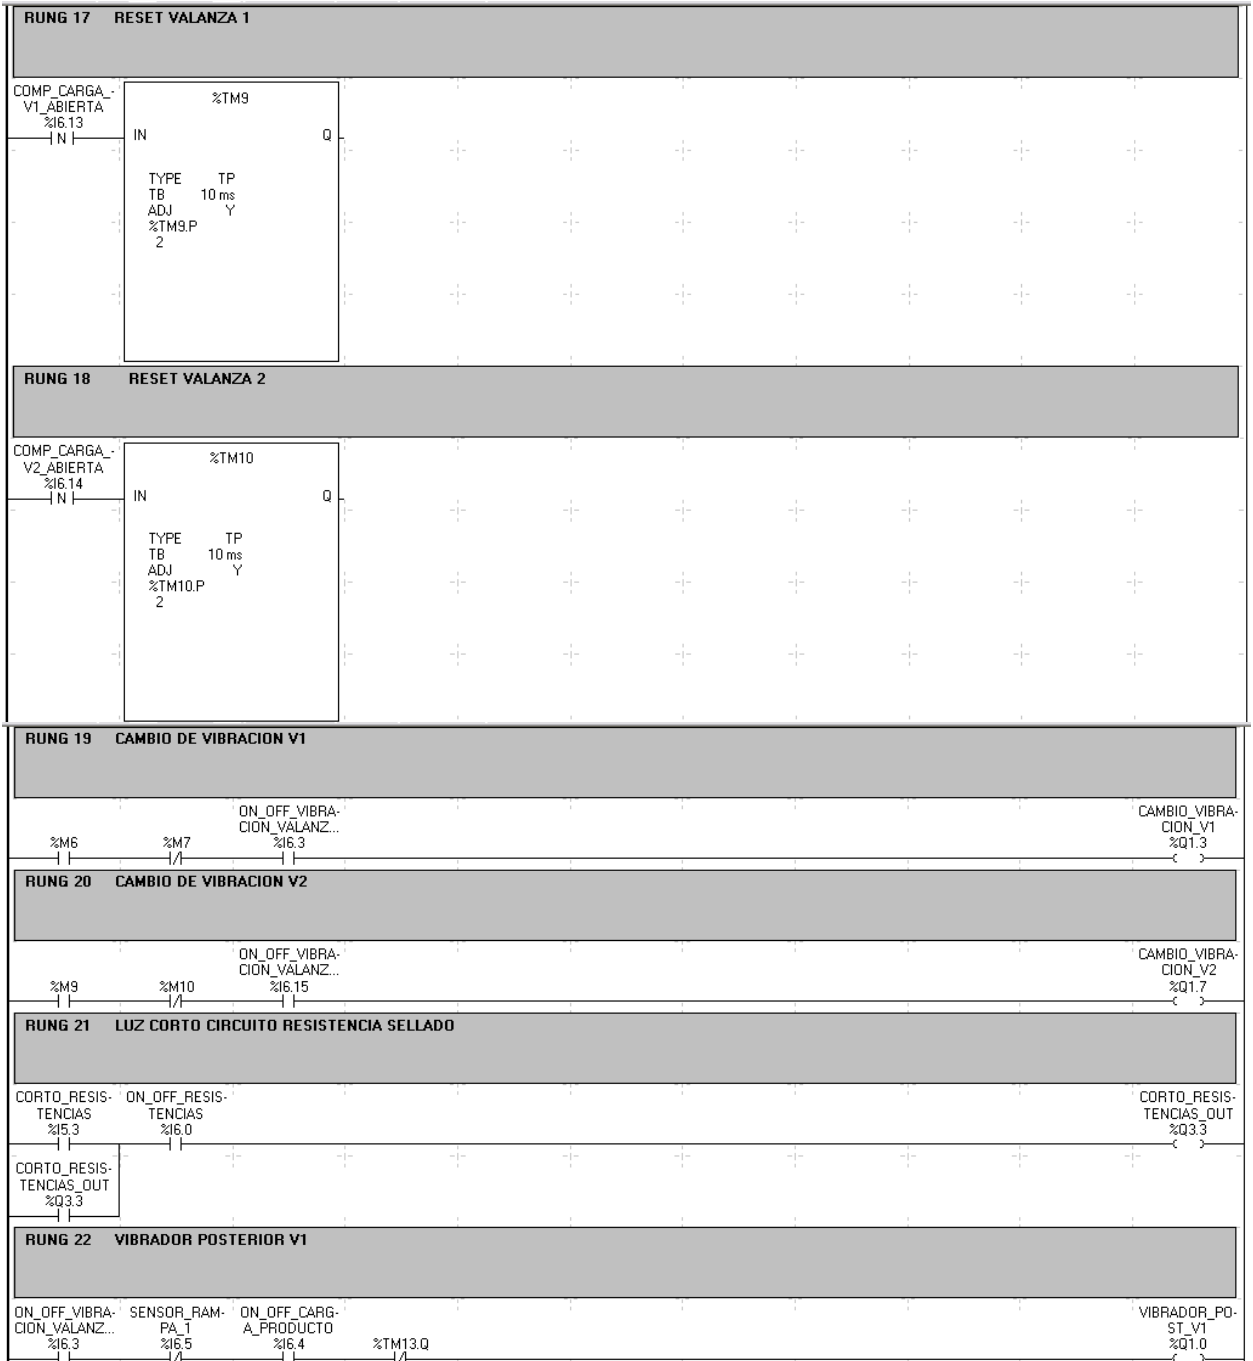 RUNG 17 RESET VALANZA 1
COMP_CARGA_-
V1_ABIERTA
%I6.13
N
%TM9
IN Q
TYPE TP
TB 10 ms
ADJ Y
%TM9.P
2
RUNG 18 RESET VALANZA 2
COMP_CARGA_-
V2_ABIERTA
%I6.14
N
%TM10
IN Q
TYPE TP
TB 10 ms
ADJ Y
%TM10.P
2
RUNG 19 CAMBIO DE VIBRACION V1
ON_OFF_VIBRA- CAMBIO_VIBRA-
CION_VALANZ... CION_V1
%M6 %M7 %I6.3 %Q1.3
RUNG 20 CAMBIO DE VIBRACION V2
ON_OFF_VIBRA- CAMBIO_VIBRA-
CION_VALANZ... CION_V2
%M9 %M10 %I6.15 %Q1.7
RUNG 21 LUZ CORTO CIRCUITO RESISTENCIA SELLADO
CORTO_RESIS- ON_OFF_RESIS- CORTO_RESIS-
TENCIAS TENCIAS TENCIAS_OUT
%I5.3 %I6.0 %Q3.3
CORTO_RESIS-
TENCIAS_OUT
%Q3.3
RUNG 22 VIBRADOR POSTERIOR V1
ON_OFF_VIBRA- SENSOR_RAM- ON_OFF_CARG- VIBRADOR_PO-
CION_VALANZ... PA_1 A_PRODUCTO ST_V1
%I6.3 %I6.5 %I6.4 %TM13.Q %Q1.0